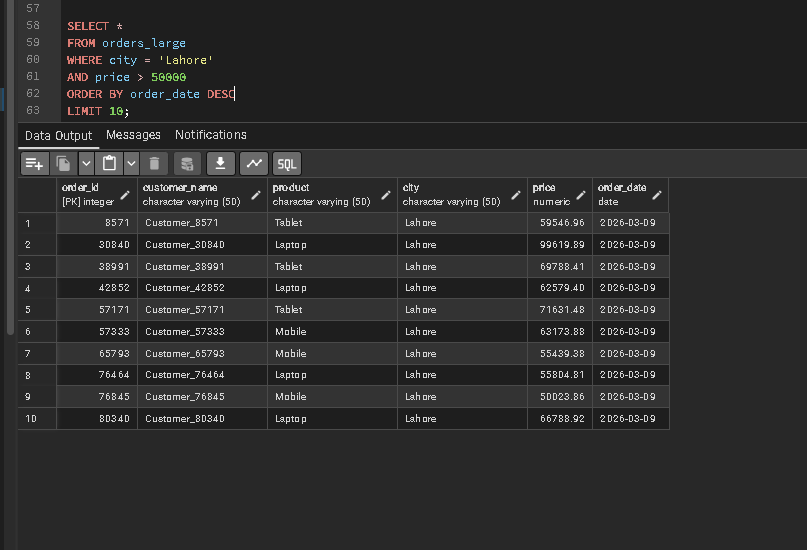 57
58 SELECT *
59 FROM orders_large
60 WHERE city = 'Lahore'
61 AND price > 50000
62 ORDER BY order_date DESC
63 LIMIT 10;
Data Output Messages Notifications
SQL
order_id customer_name product city price order_date
[PK] integer character varying (50) character varying (50) character varying (50) numeric date
1 8571 Customer_8571 Tablet Lahore 59546.96 2026-03-09
2 30840 Customer_30840 Laptop Lahore 99619.89 2026-03-09
3 38991 Customer_38991 Tablet Lahore 69788.41 2026-03-09
4 42852 Customer_42852 Laptop Lahore 62579.40 2026-03-09
5 57171 Customer_57171 Tablet Lahore 71631.48 2026-03-09
6 57333 Customer_57333 Mobile Lahore 63173.88 2026-03-09
7 65793 Customer_65793 Mobile Lahore 55439.38 2026-03-09
8 76464 Customer_76464 Laptop Lahore 55804.81 2026-03-09
9 76845 Customer_76845 Mobile Lahore 50023.86 2026-03-09
10 80340 Customer_80340 Laptop Lahore 66788.92 2026-03-09